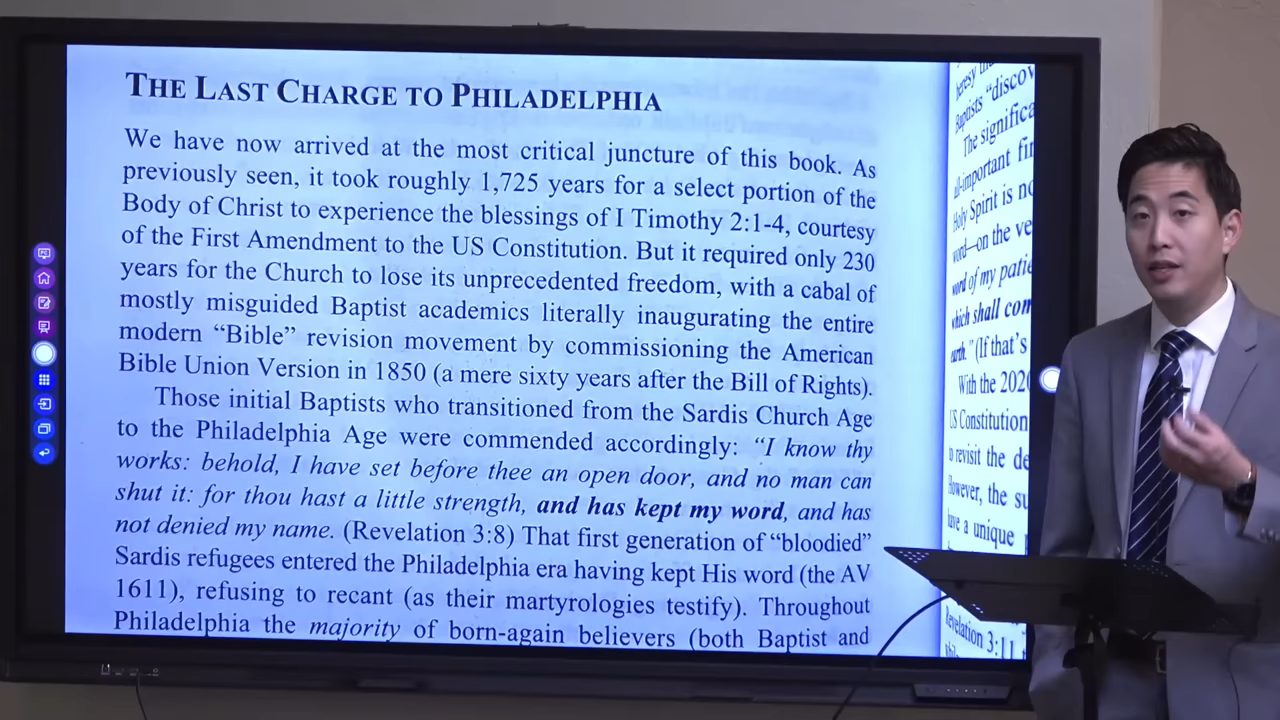 THE LAST CHARGE TO PHILADELPHIA
We have now arrived at the most critical juncture of this book. As
previously seen, it took roughly 1,725 years for a select portion of the
Body of Christ to experience the blessings of I Timothy 2:1-4, courtesy
of the First Amendment to the US Constitution. But it required only 230
years for the Church to lose its unprecedented freedom, with a cabal of
mostly misguided Baptist academics literally inaugurating the entire
modern “Bible” revision movement by commissioning the American
Bible Union Version in 1850 (a mere sixty years after the Bill of Rights).
Those initial Baptists who transitioned from the Sardis Church Age
to the Philadelphia Age were commended accordingly: “I know thy
works: behold, I have set before thee an open door, and no man can
shut it: for thou hast a little strength, and has kept my word, and has
not denied my name. (Revelation 3:8) That first generation of “bloodied”
Sardis refugees entered the Philadelphia era having kept His word (the AV
1611), refusing to recant (as their martyrologies testify). Throughout
Philadelphia the majority of born-again believers (both Baptist and
heresy
Baptists “discov
The significa
all-important fir
Holy Spirit is no
word—on the ve
word of my patie
which shall com
earth.” (If that’s
With the 202
US Constitution
to revisit the de
However, the su
have a unique
Revelation 3:11